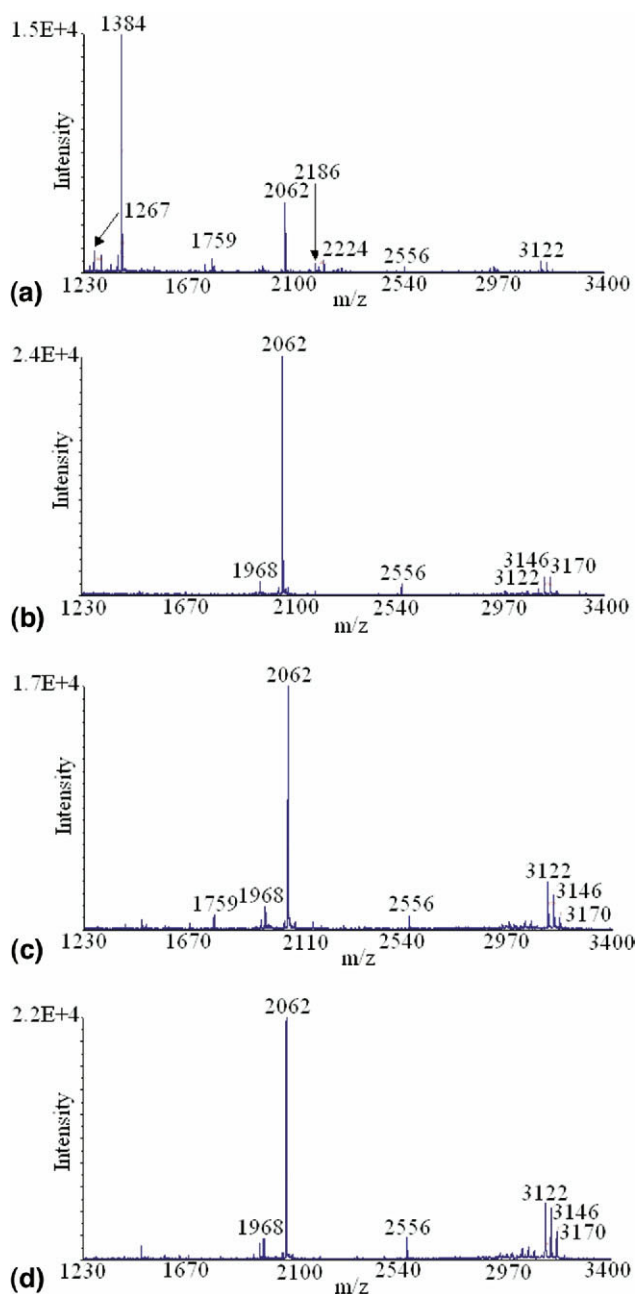 1.5E+4
1384
Intensity
1267
1759
2062
2186
2224
2556
3122
1230 1670 2100 2540 2970 3400
m/z
(a)
2.4E+4
2062
Intensity
1968
2556
3122
3146
3170
1230 1670 2100 2540 2970 3400
m/z
(b)
1.7E+4
2062
Intensity
1759
1968
2556
3122
3146
3170
1230 1670 2110 2540 2970 3400
m/z
(c)
2.2E+4
2062
Intensity
1968
2556
3122
3146
3170
1230 1670 2100 2540 2970 3400
m/z
(d)